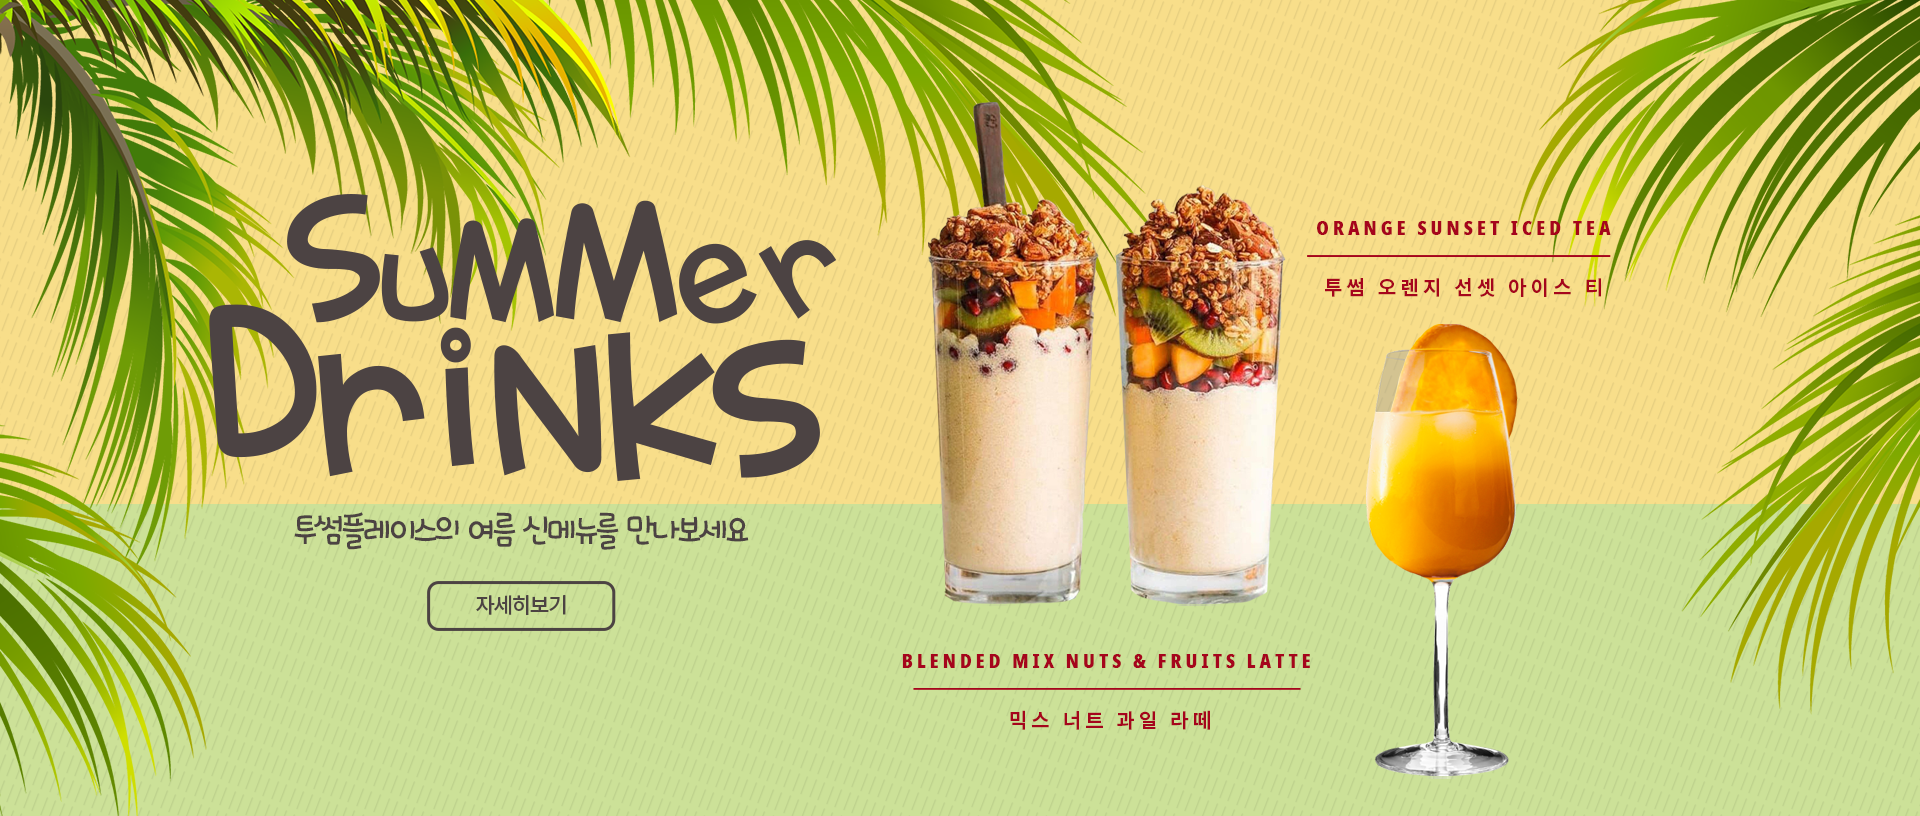 SuMMer
DriNKS
투썸플레이스의 여름 신메뉴를 만나보세요
자세히보기
ORANGE SUNSET ICED TEA
투썸 오렌지 선셋 아이스 티
BLENDED MIX NUTS & FRUITS LATTE
믹스 너트 과일 라떼